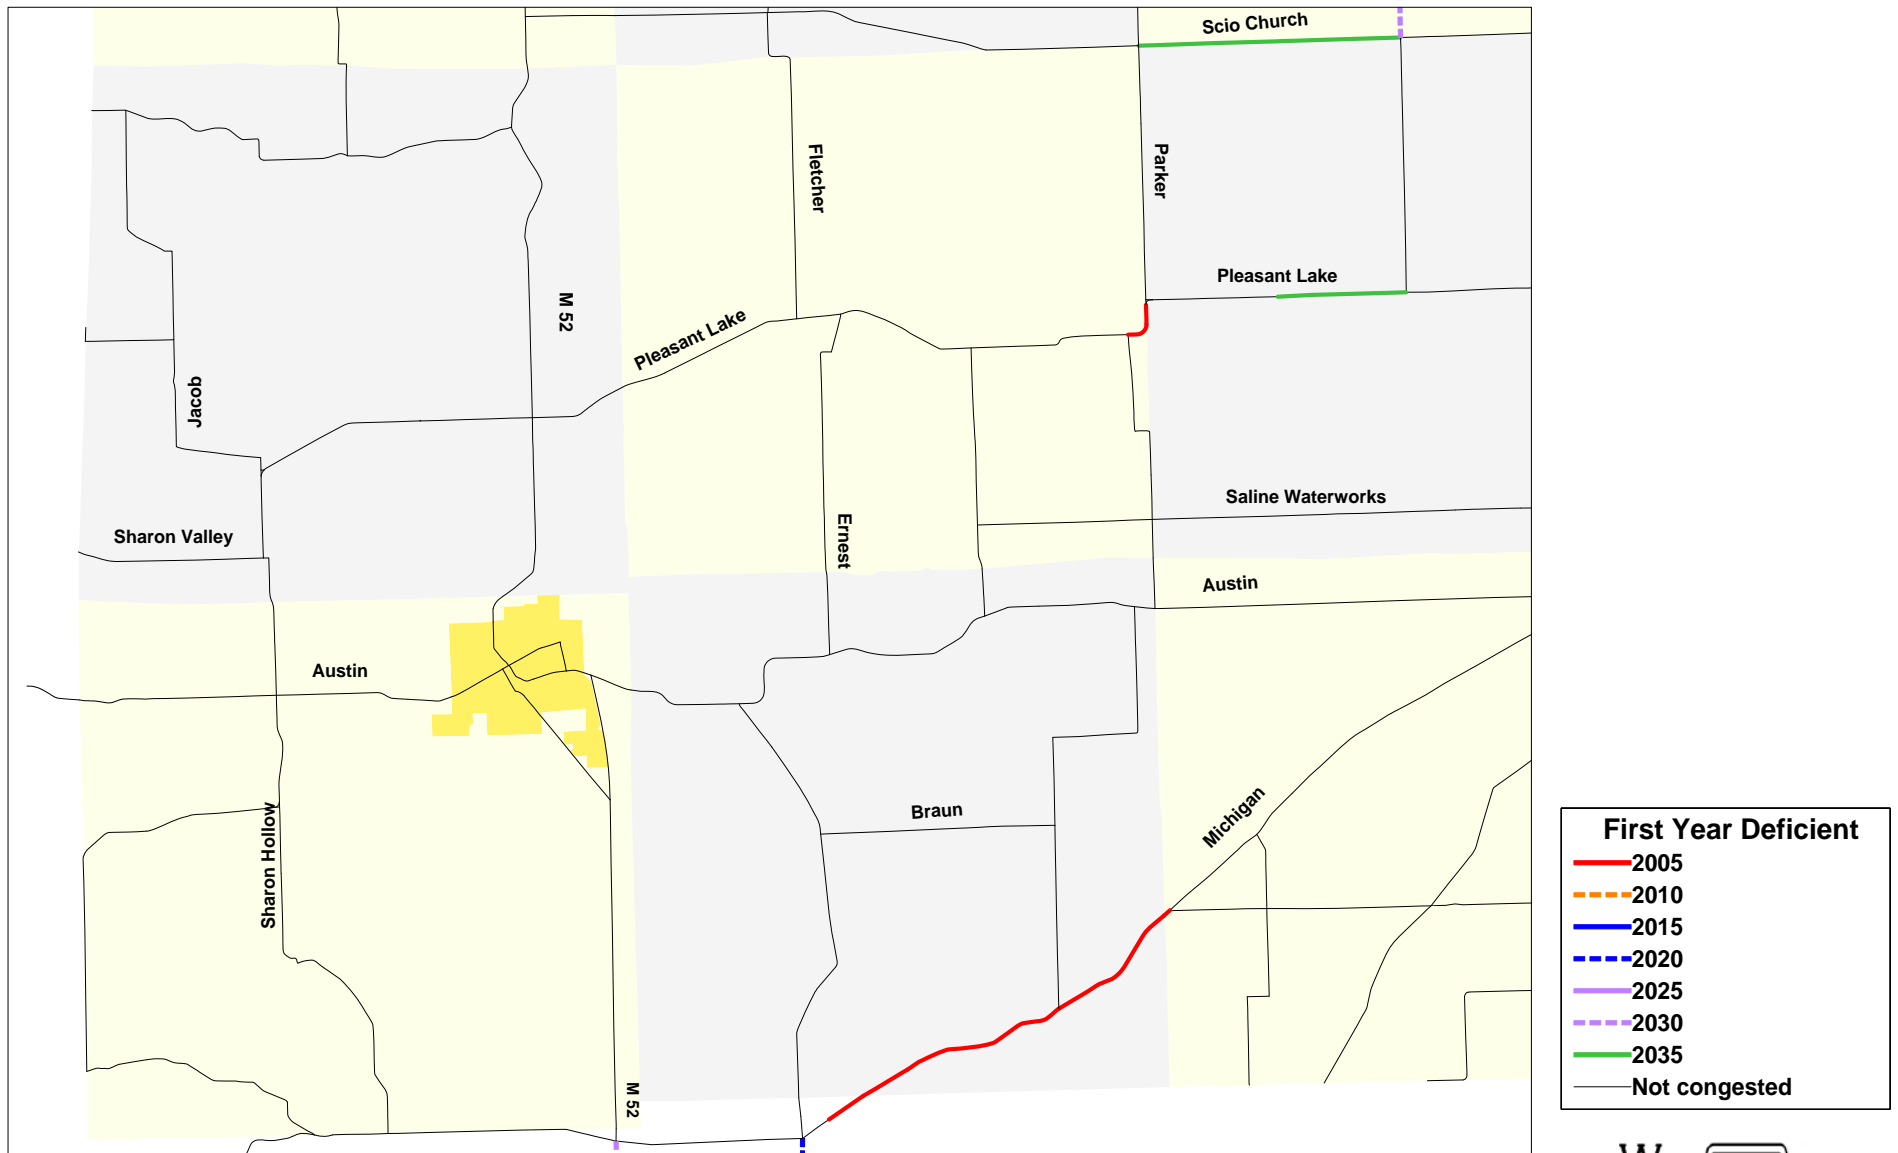 Scio Church
Fletcher
Parker
Pleasant Lake
M 52
Pleasant Lake
Jacob
Saline Waterworks
Sharon Valley
Ernest
Austin
Austin
Braun
Michigan
Sharon Hollow
M 52
First Year Deficient
2005
2010
2015
2020
2025
2030
2035
Not congested
W